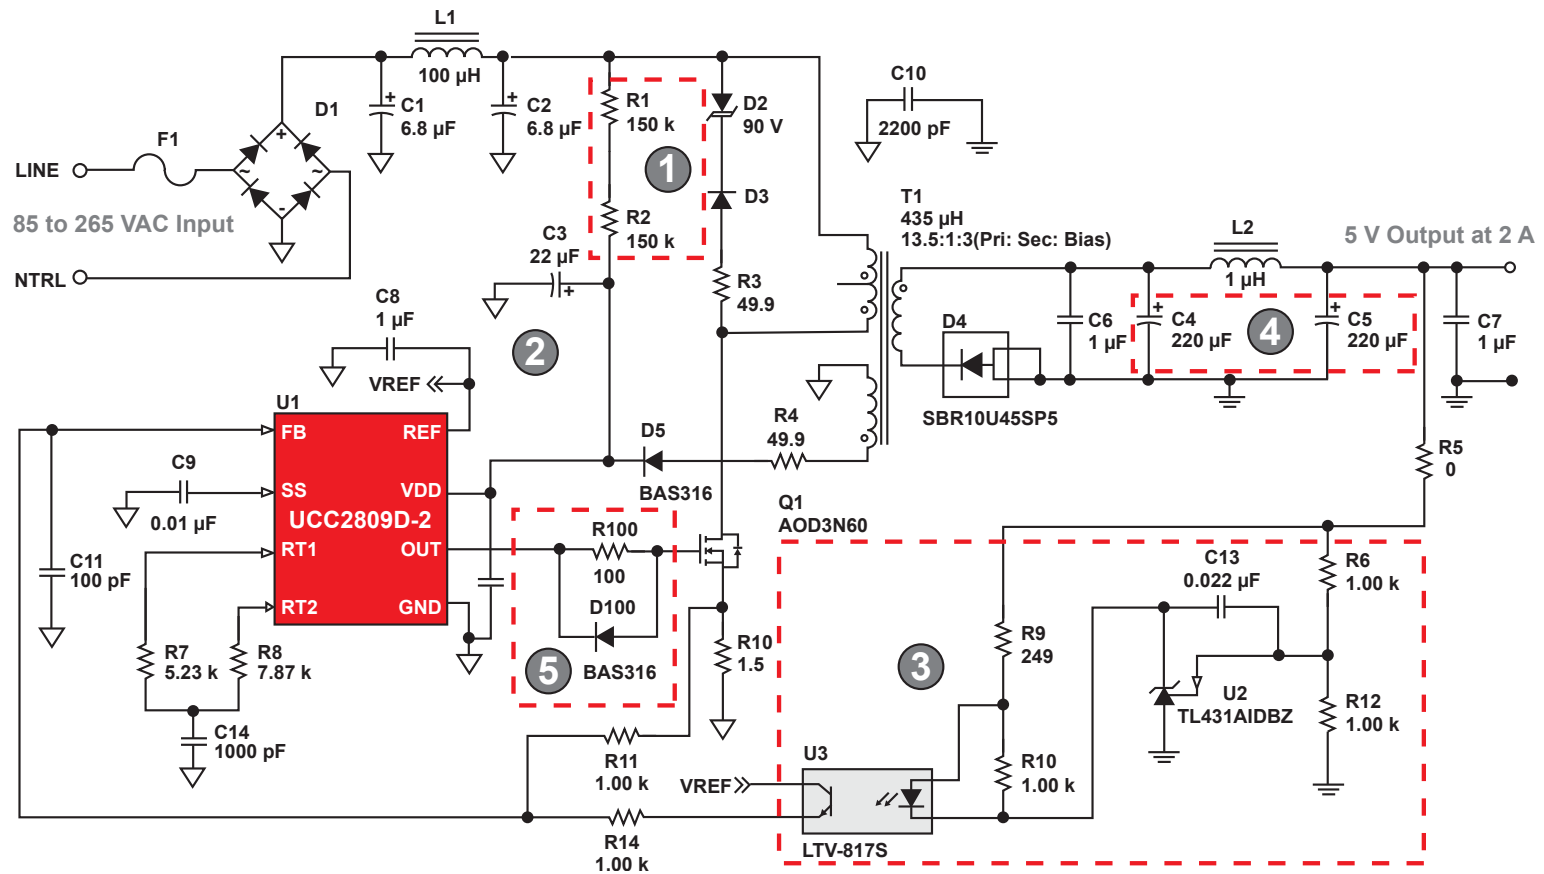 L1
100 µH
C10
2200 pF
D1
F1
+
~
~
-
+
C1
6.8 µF
+
C2
6.8 µF
R1
150 k
D2
90 V
1
LINE
85 to 265 VAC Input
NTRL
R2
150 k
D3
C3
22 µF
+
R3
49.9
T1
435 µH
13.5:1:3(Pri: Sec: Bias)
L2
1 µH
5 V Output at 2 A
C8
1 µF
VREF
2
D4
SBR10U45SP5
C6
1 µF
+
C4
220 µF
4
+
C5
220 µF
C7
1 µF
U1
FB
REF
SS
VDD
UCC2809D-2
RT1
OUT
RT2
GND
C9
0.01 µF
C11
100 pF
R7
5.23 k
R8
7.87 k
C14
1000 pF
D5
BAS316
R4
49.9
R5
0
Q1
AOD3N60
R100
100
D100
BAS316
5
R10
1.5
R11
1.00 k
R14
1.00 k
VREF
U3
LTV-817S
3
R9
249
R10
1.00 k
C13
0.022 µF
R6
1.00 k
U2
TL431AIDBZ
R12
1.00 k